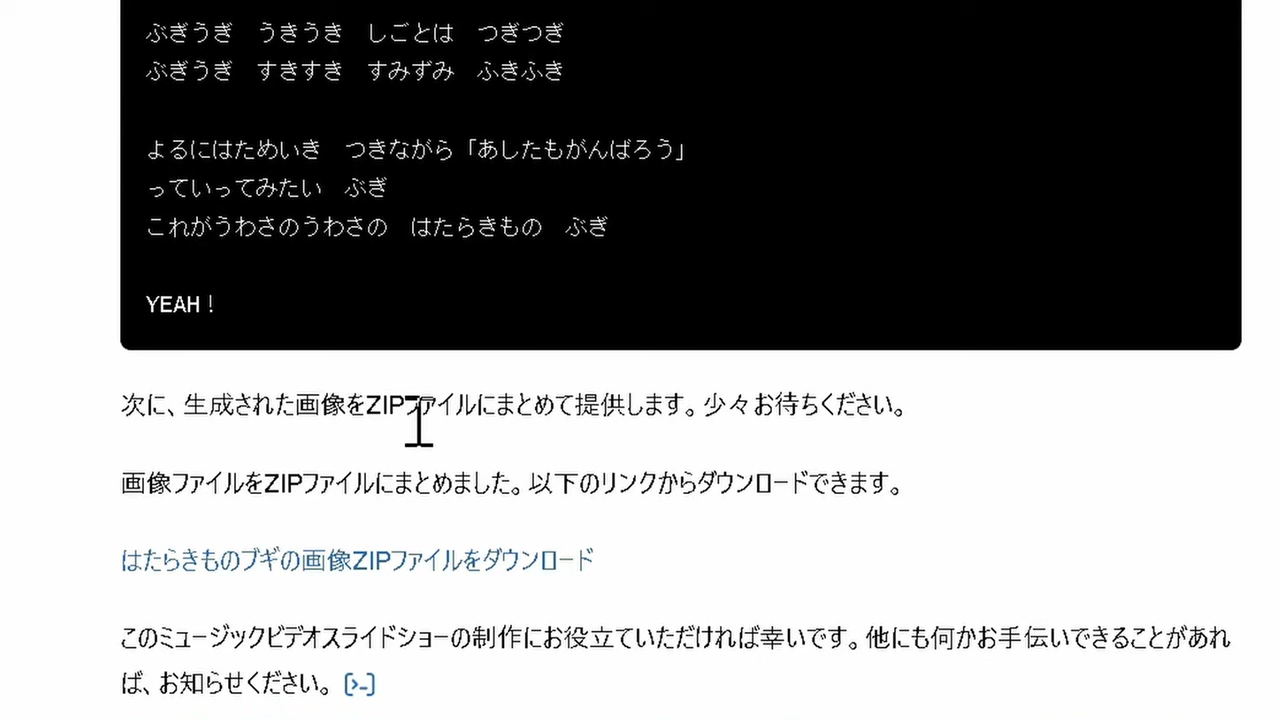 ぶぎうぎ　うきうき　しごとは　つぎつぎ
ぶぎうぎ　すきすき　すみずみ　ふきふき
よるにはためいき　つきながら「あしたもがんばろう」
っていってみたい　ぶぎ
これがうわさのうわさの　はたらきもの　ぶぎ
YEAH！
次に、生成された画像をZIPファイルにまとめて提供します。少々お待ちください。
画像ファイルをZIPファイルにまとめました。以下のリンクからダウンロードできます。
はたらきものブギの画像ZIPファイルをダウンロード
このミュージックビデオスライドショーの制作にお役立ていただければ幸いです。他にも何かお手伝いできることがあれ
ば、お知らせください。 [>-]